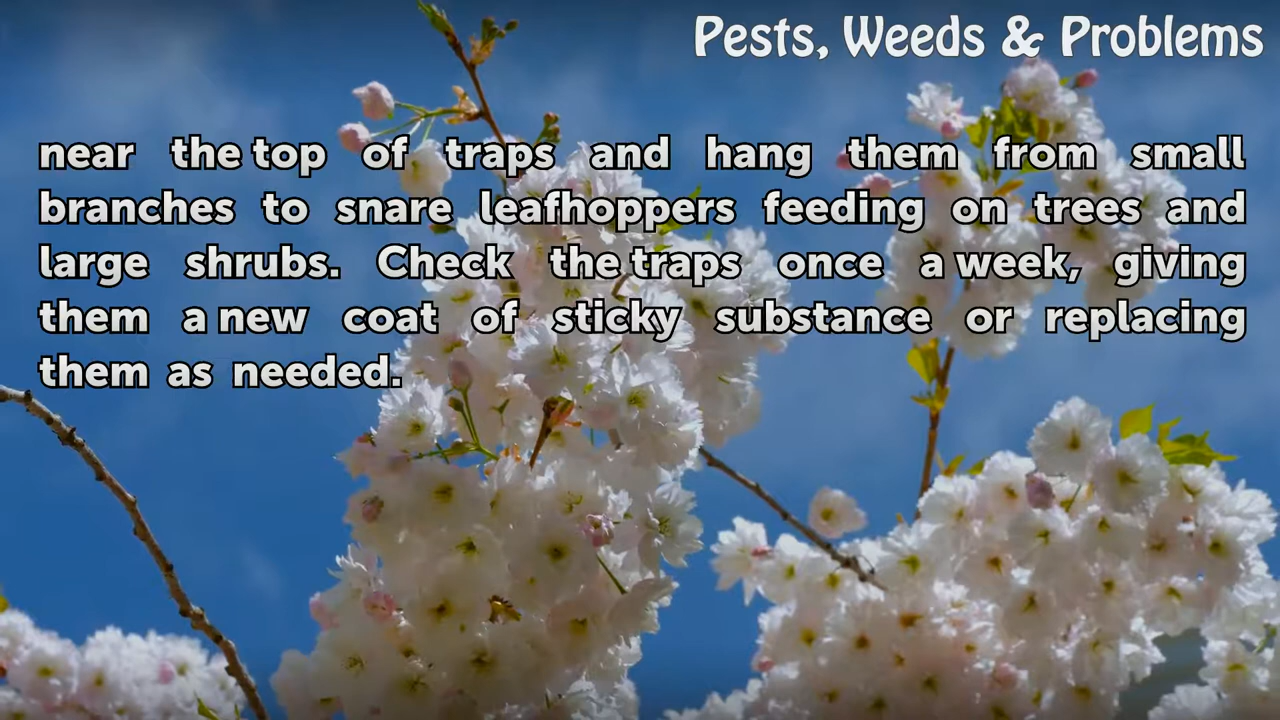 Pests, Weeds & Problems
near the top of traps and hang them from small
branches to snare leafhoppers feeding on trees and
large shrubs. Check the traps once a week, giving
them a new coat of sticky substance or replacing
them as needed.